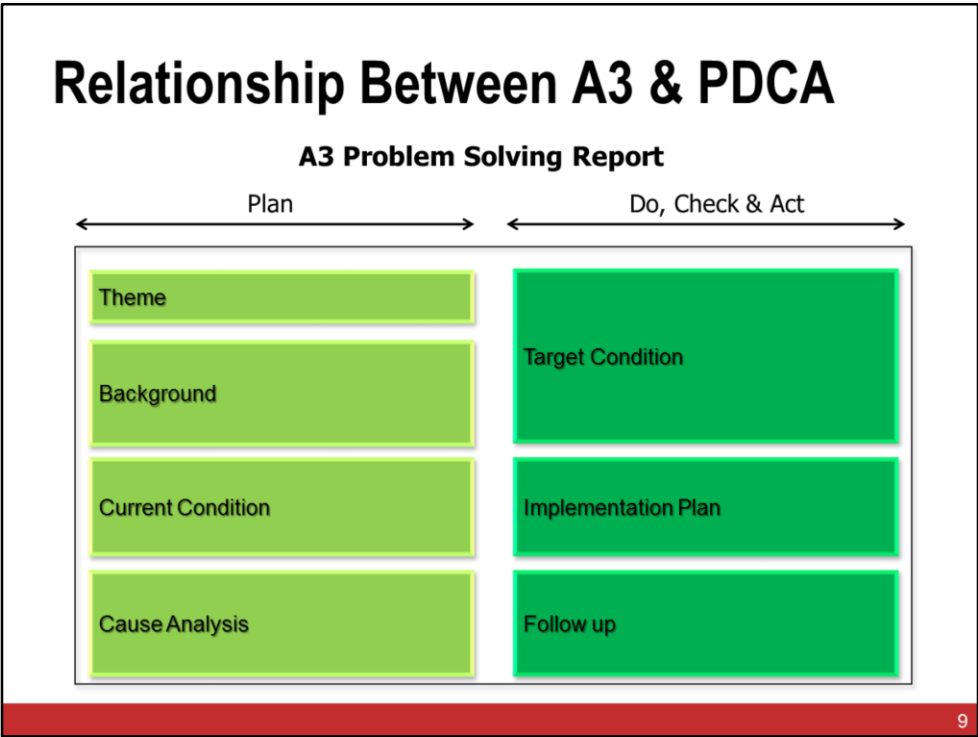 Relationship Between A3 & PDCA
A3 Problem Solving Report
Plan
Do, Check & Act
Theme
Background
Current Condition
Cause Analysis
Target Condition
Implementation Plan
Follow up
9